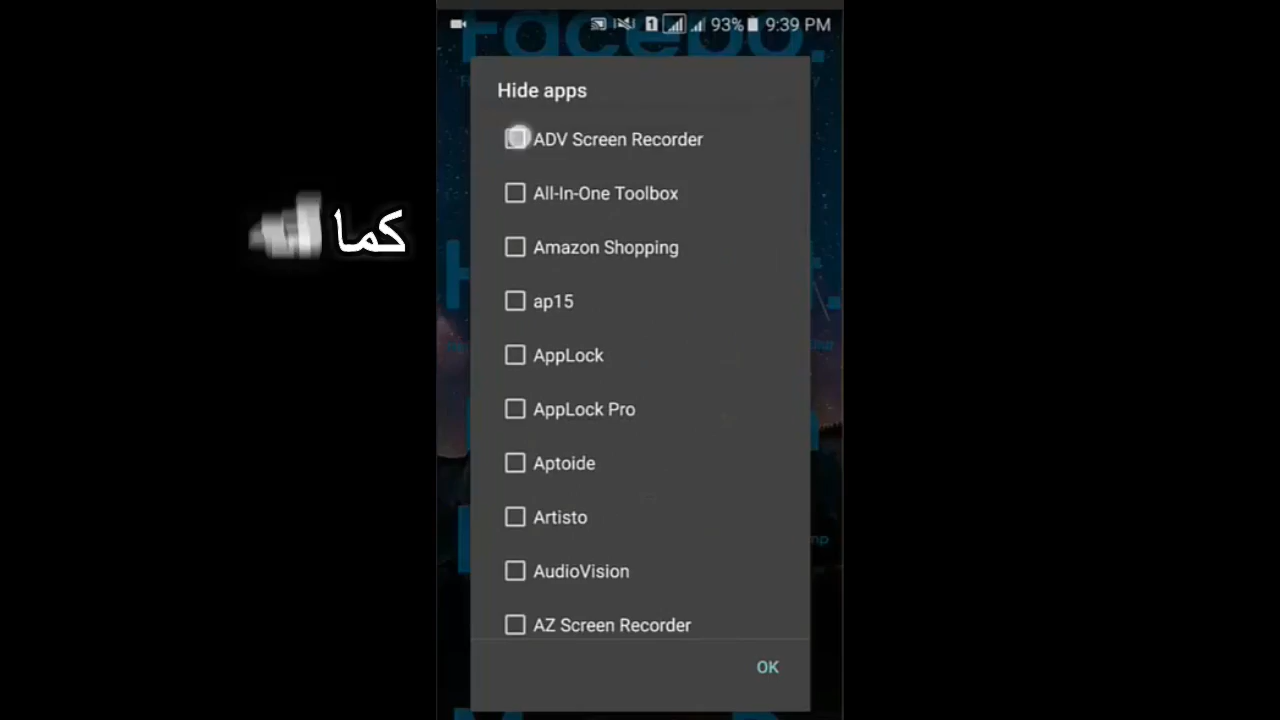 93% 9:39 PM
facebo.
Hide apps
ADV Screen Recorder
All-In-One Toolbox
Amazon Shopping
كما
ap15
AppLock
AppLock Pro
Aptoide
Artisto
AudioVision
AZ Screen Recorder
OK